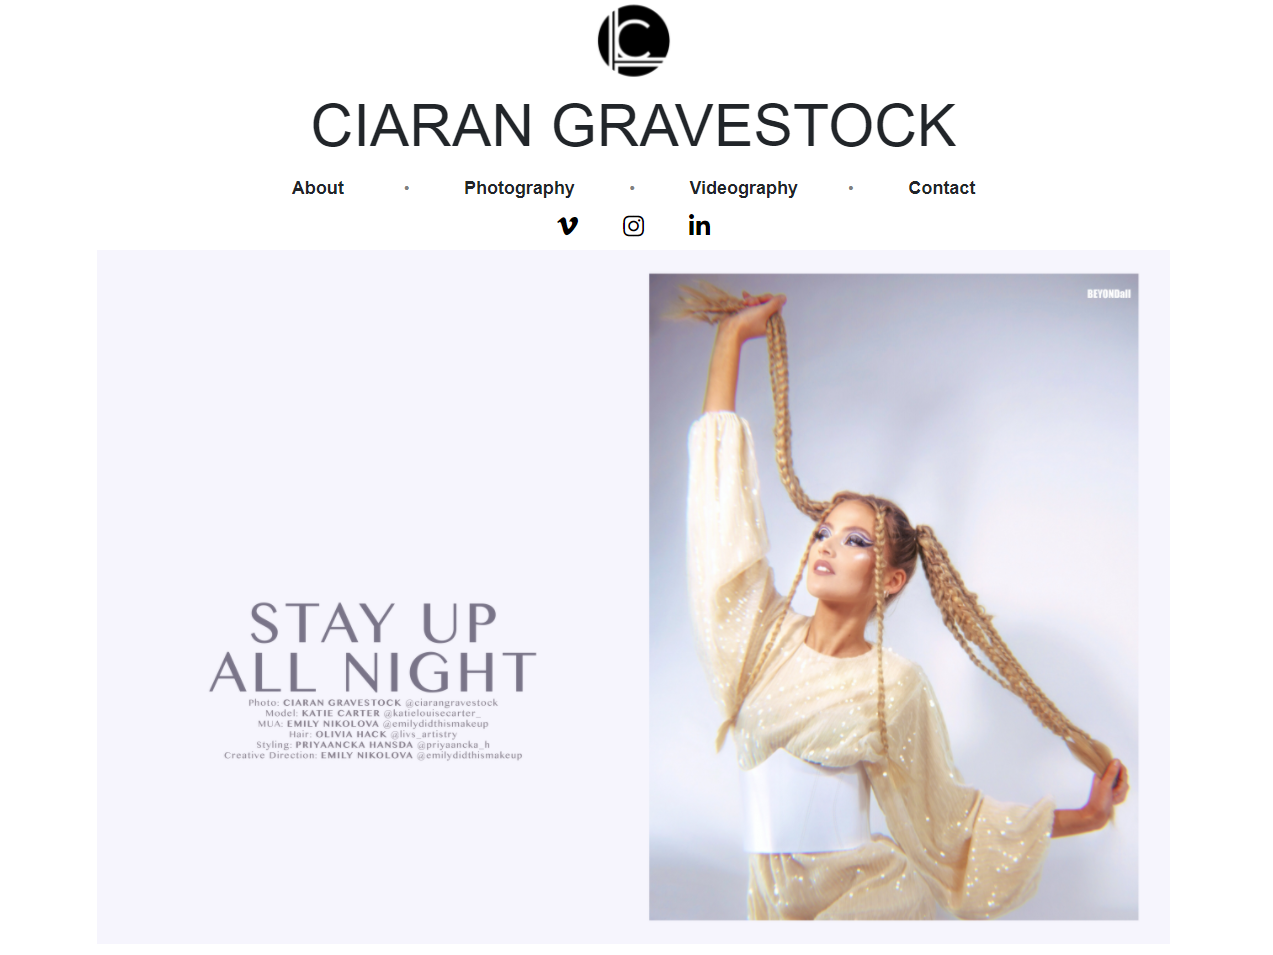 CIARAN GRAVESTOCK
About • Photography • Videography • Contact
BEYONDall
STAY UP
ALL NIGHT
Photo: CIARAN GRAVESTOCK @ciarangravestock
Model: KATIE CARTER @katielouisecarter_
MUA: EMILY NIKOLOVA @emilydidthismakeup
Hair: OLIVIA HACK @livs_artistry
Styling: PRIYAANCKA HANSDA @priyaancka_h
Creative Direction: EMILY NIKOLOVA @emilydidthismakeup